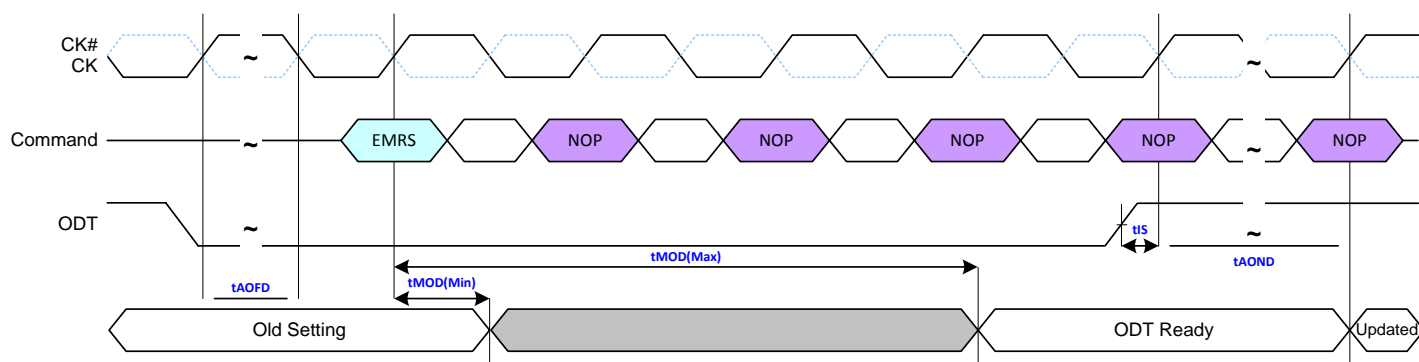 CK#
CK
~
~
Command
~
EMRS
NOP
NOP
NOP
NOP
~
NOP
ODT
~
~
tIS
tAOND
tMOD(Max)
tMOD(Min)
tAOFD
Old Setting
ODT Ready
Updated